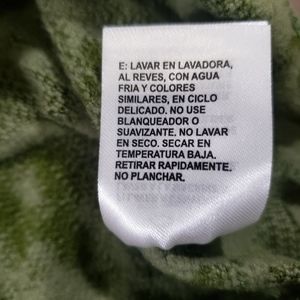 E: LAVAR EN LAVADORA,
AL REVES, CON AGUA
FRIA Y COLORES
SIMILARES, EN CICLO
DELICADO. NO USE
BLANQUEADOR O
SUAVIZANTE. NO LAVAR
EN SECO. SECAR EN
TEMPERATURA BAJA.
RETIRAR RAPIDAMENTE.
NO PLANCHAR.